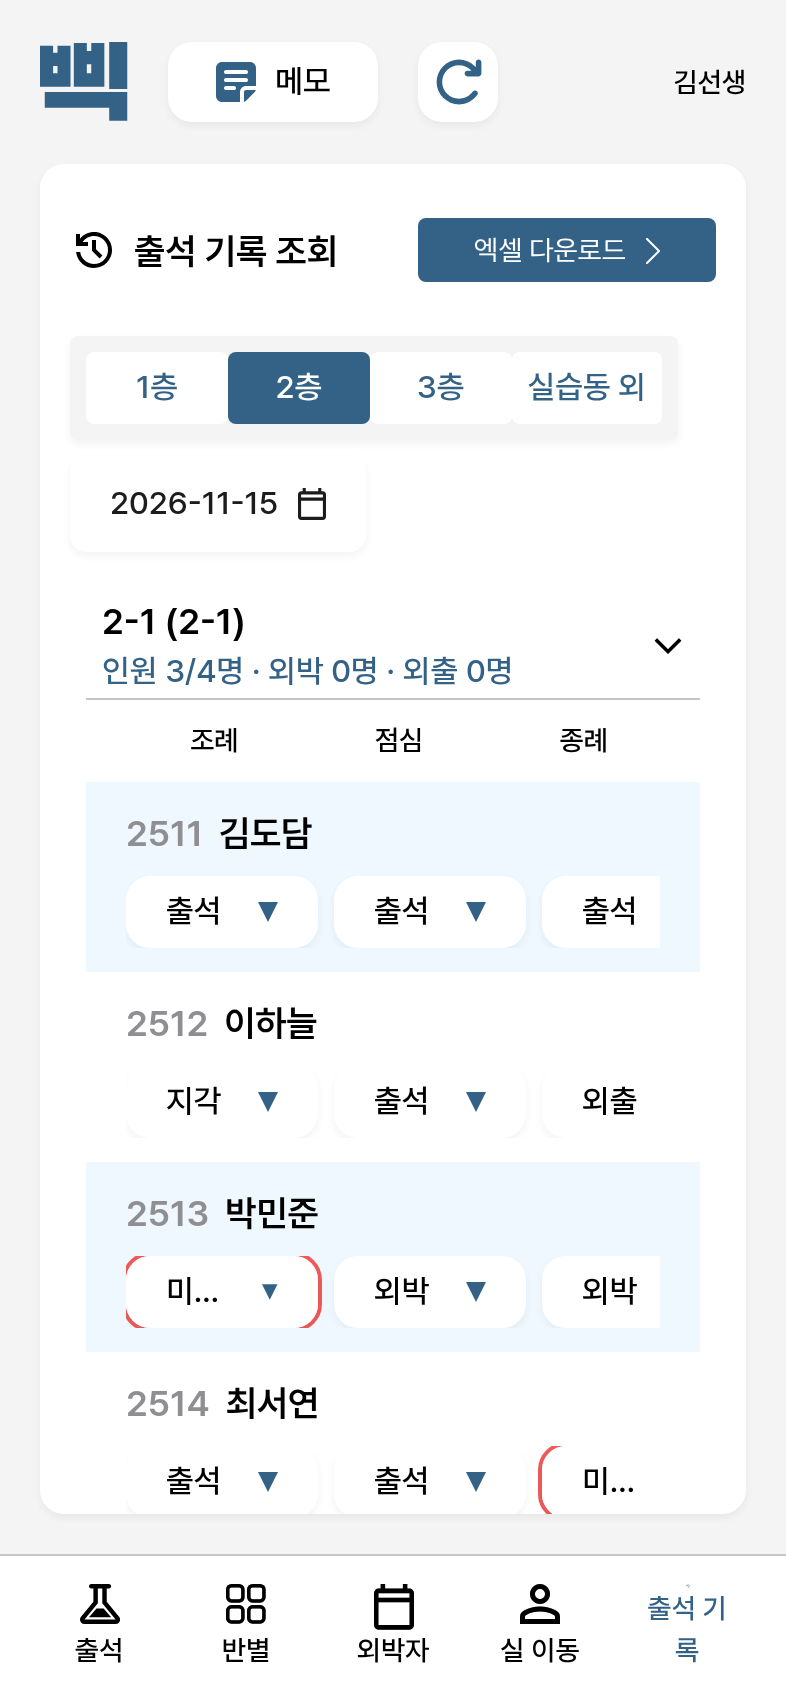 삑
메모
김선생
출석 기록 조회
엑셀 다운로드
1층 2층 3층 실습동 외
2026-11-15
2-1 (2-1)
인원 3/4명 · 외박 0명 · 외출 0명
조례 점심 종례
2511 김도담
출석 ▼ 출석 ▼ 출석
2512 이하늘
지각 ▼ 출석 ▼ 외출
2513 박민준
미... ▼ 외박 ▼ 외박
2514 최서연
출석 ▼ 출석 ▼ 미...
출석 반별 외박자 실 이동 출석 기
록